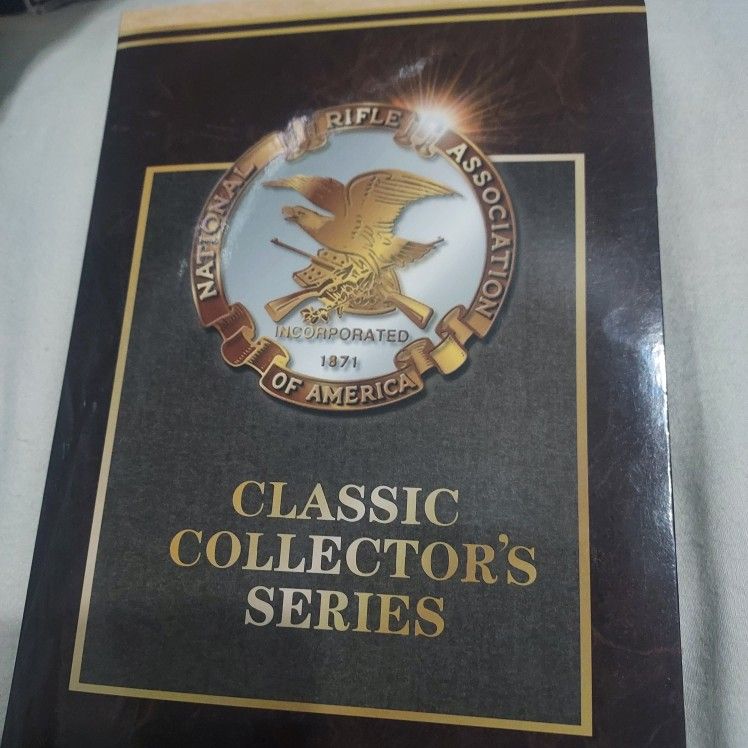 NATIONAL RIFLE ASSOCIATION
INCORPORATED
1871
OF AMERICA
CLASSIC
COLLECTOR'S
SERIES